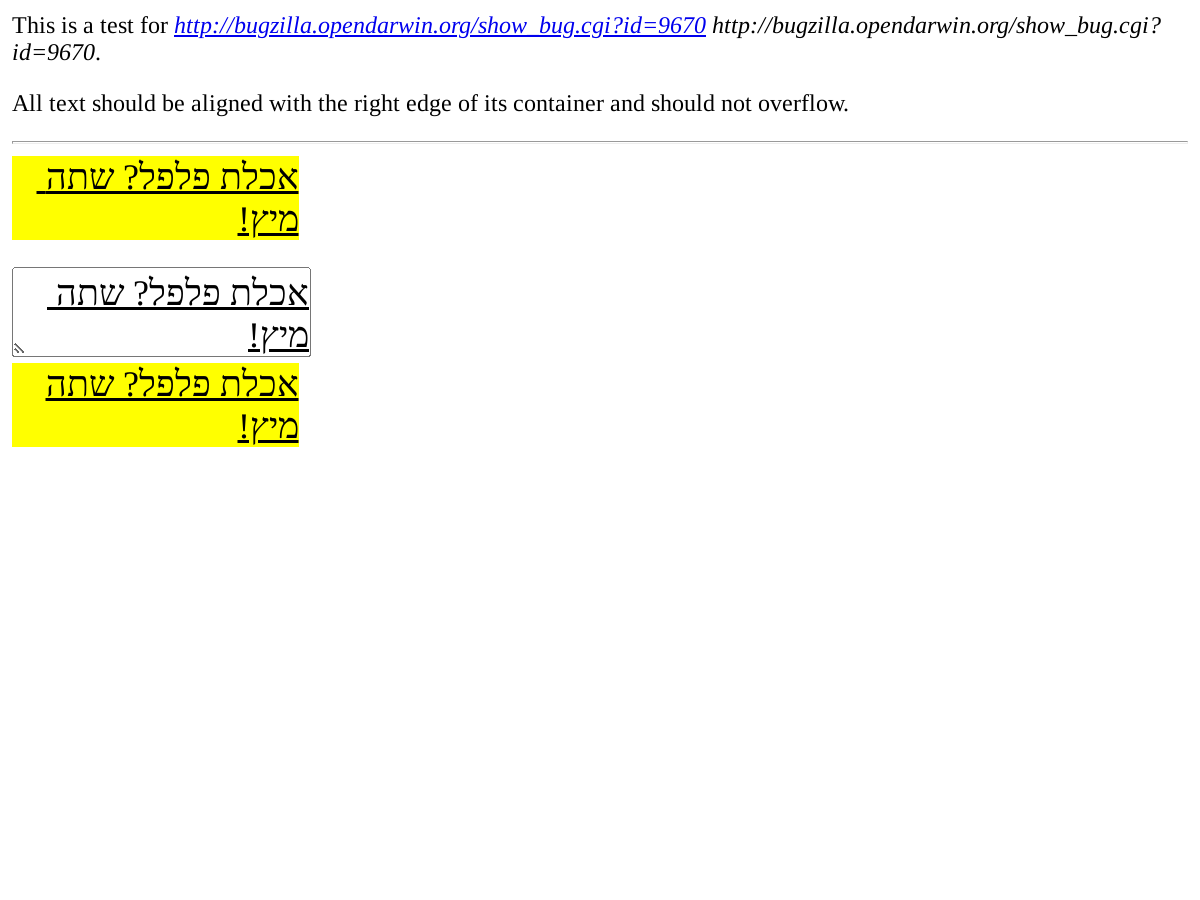 This is a test for http://bugzilla.opendarwin.org/show_bug.cgi?id=9670 http://bugzilla.opendarwin.org/show_bug.cgi?
id=9670.
All text should be aligned with the right edge of its container and should not overflow.
אכלת פלפל? שתה
מיץ!
אכלת פלפל? שתה
מיץ!
אכלת פלפל? שתה
מיץ!